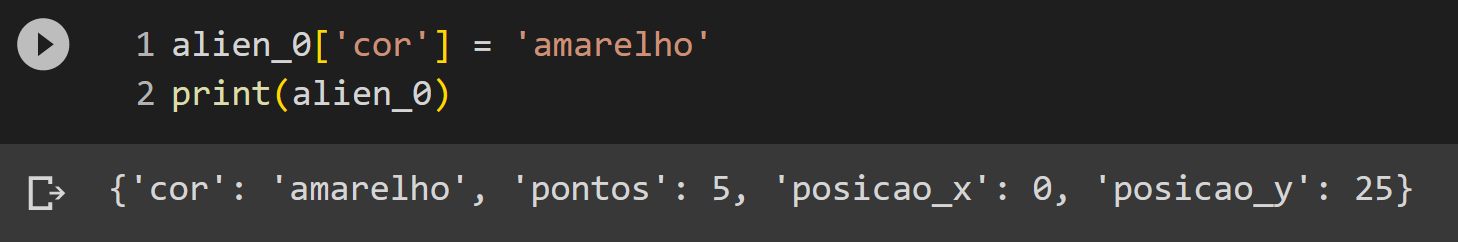 1 alien_0['cor'] = 'amarelho'
2 print(alien_0)
{'cor': 'amarelho', 'pontos': 5, 'posicao_x': 0, 'posicao_y': 25}